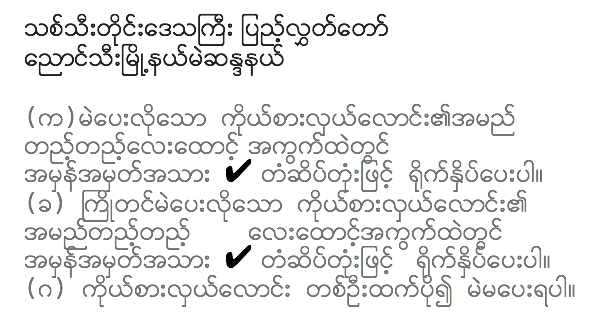 သစ်သီးတိုင်းဒေသကြီး ပြည့်လွှတ်တော်
ညောင်သီးမြို့နယ်မဲဆန္ဒနယ်
(က)မဲပေးလိုသော ကိုယ်စားလှယ်လောင်း၏အမည်
တည့်တည့်လေးထောင့် အကွက်ထဲတွင်
အမှန်အမှတ်အသား ✔ တံဆိပ်တုံးဖြင့် ရိုက်နှိပ်ပေးပါ။
(ခ) ကြိုတင်မဲပေးလိုသော ကိုယ်စားလှယ်လောင်း၏
အမည်တည့်တည့် လေးထောင့်အကွက်ထဲတွင်
အမှန်အမှတ်အသား ✔ တံဆိပ်တုံးဖြင့် ရိုက်နှိပ်ပေးပါ။
(ဂ) ကိုယ်စားလှယ်လောင်း တစ်ဦးထက်ပို၍ မဲမပေးရပါ။